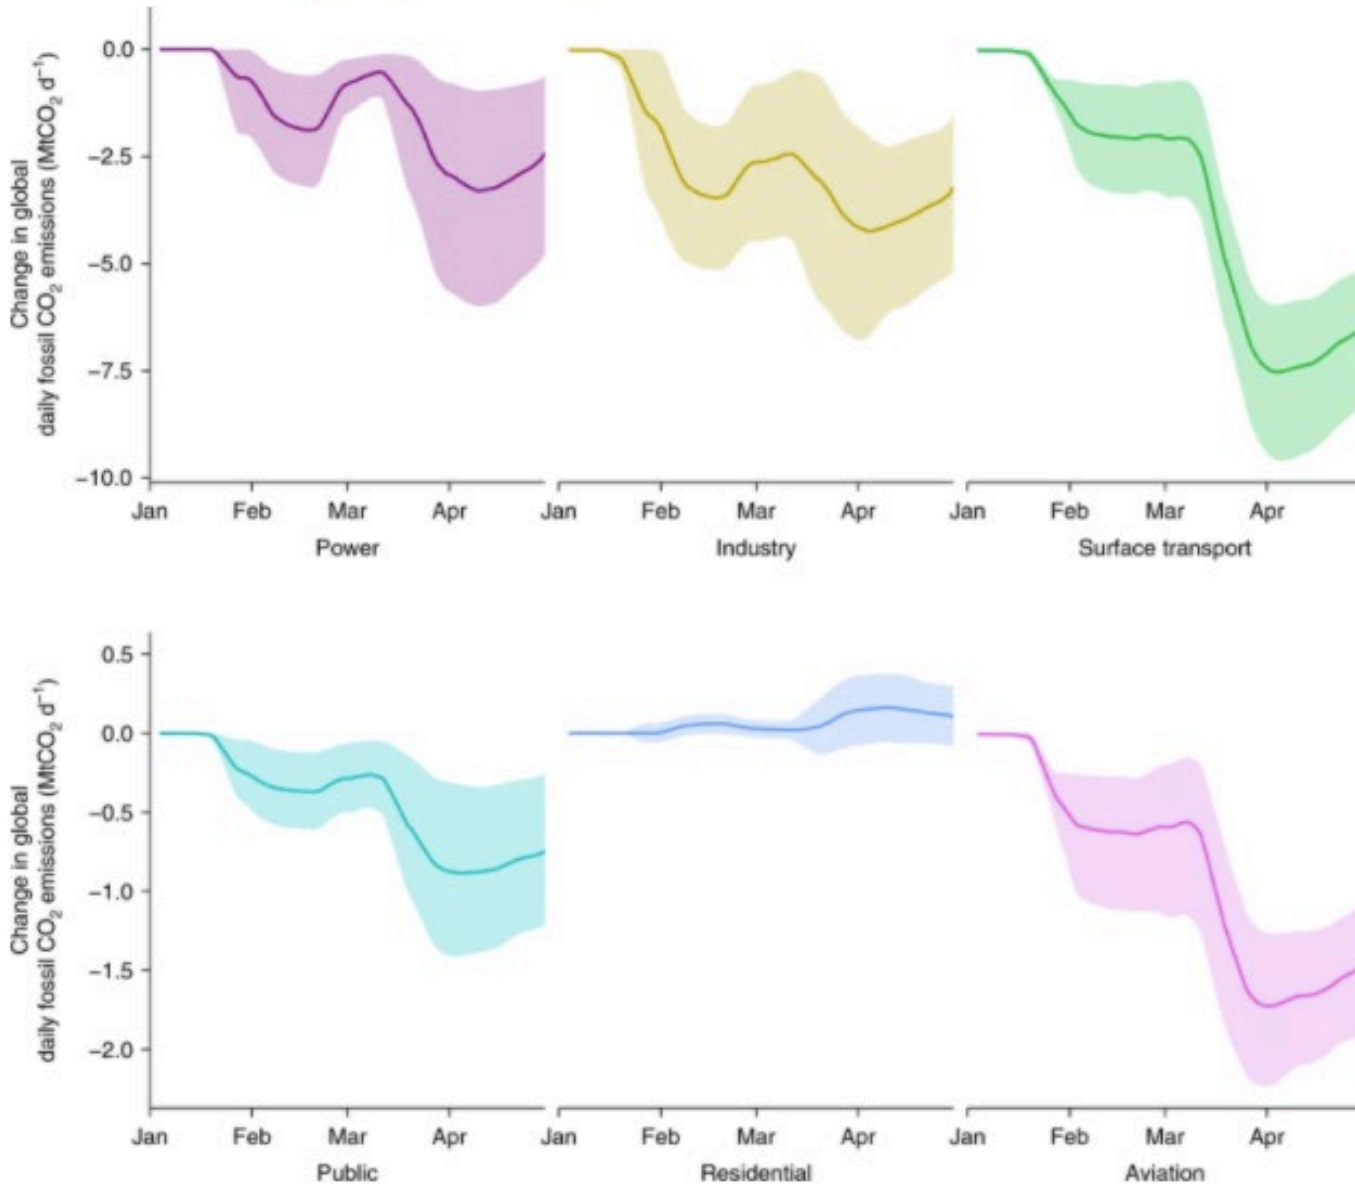 0.0
−2.5
−5.0
−7.5
−10.0
Change in global
daily fossil CO₂ emissions (MtCO₂ d⁻¹)
Jan Feb Mar Apr Jan Feb Mar Apr Jan Feb Mar Apr
Power Industry Surface transport
0.5
0.0
−0.5
−1.0
−1.5
−2.0
Change in global
daily fossil CO₂ emissions (MtCO₂ d⁻¹)
Jan Feb Mar Apr Jan Feb Mar Apr Jan Feb Mar Apr
Public Residential Aviation